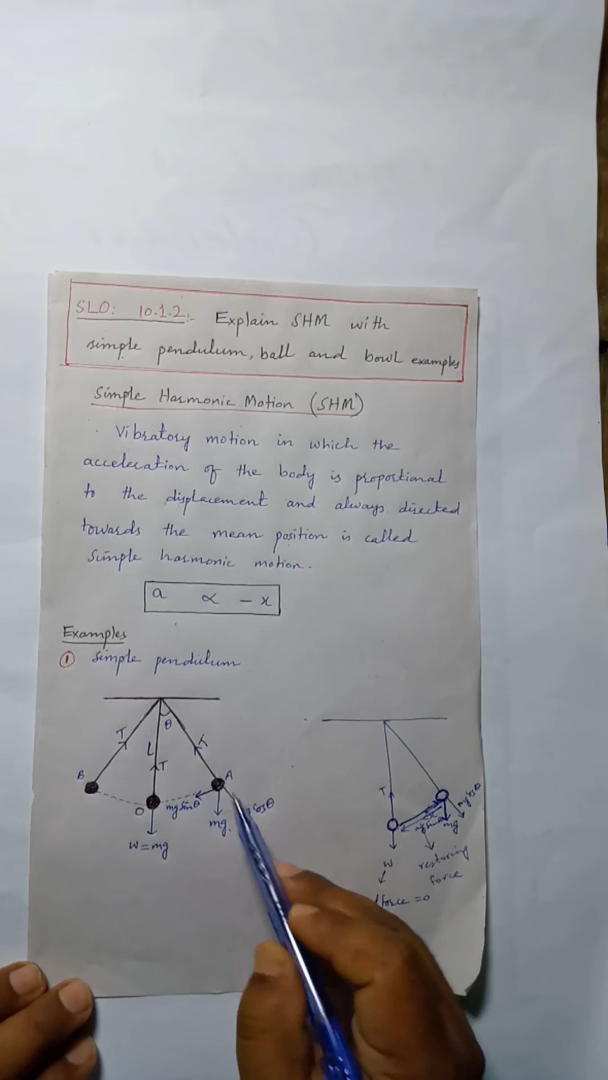 SLO: 10.1.2:- Explain SHM with
simple pendulum, ball and bowl examples
Simple Harmonic Motion (SHM)
Vibratory motion in which the
acceleration of the body is proportional
to the displacement and always directed
towards the mean position is called
Simple harmonic motion.
a ∝ -x
Examples
① Simple pendulum
θ
T
L
T
T
B
A
O
mg sinθ
mg.
cosθ
W = mg
T
mg cosθ
mg
W
restoring
force
force = 0